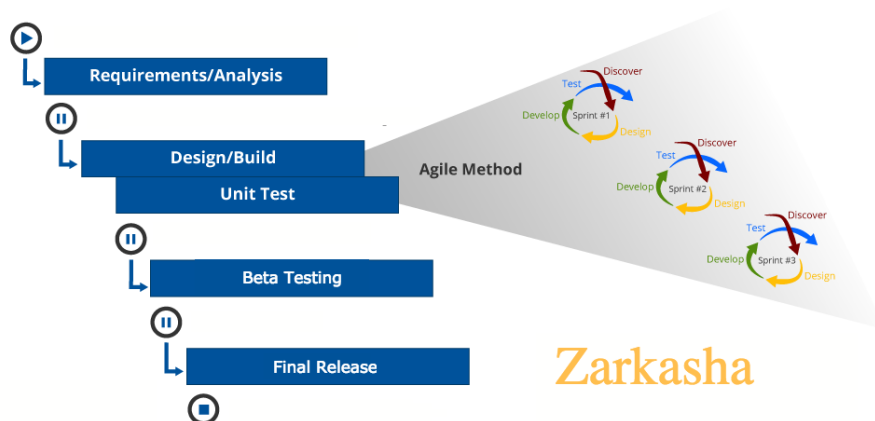 Requirements/Analysis
Design/Build
Unit Test
Beta Testing
Final Release
Agile Method
Discover
Test
Sprint #1
Develop
Design
Discover
Test
Sprint #2
Develop
Design
Discover
Test
Sprint #3
Develop
Design
Zarkasha